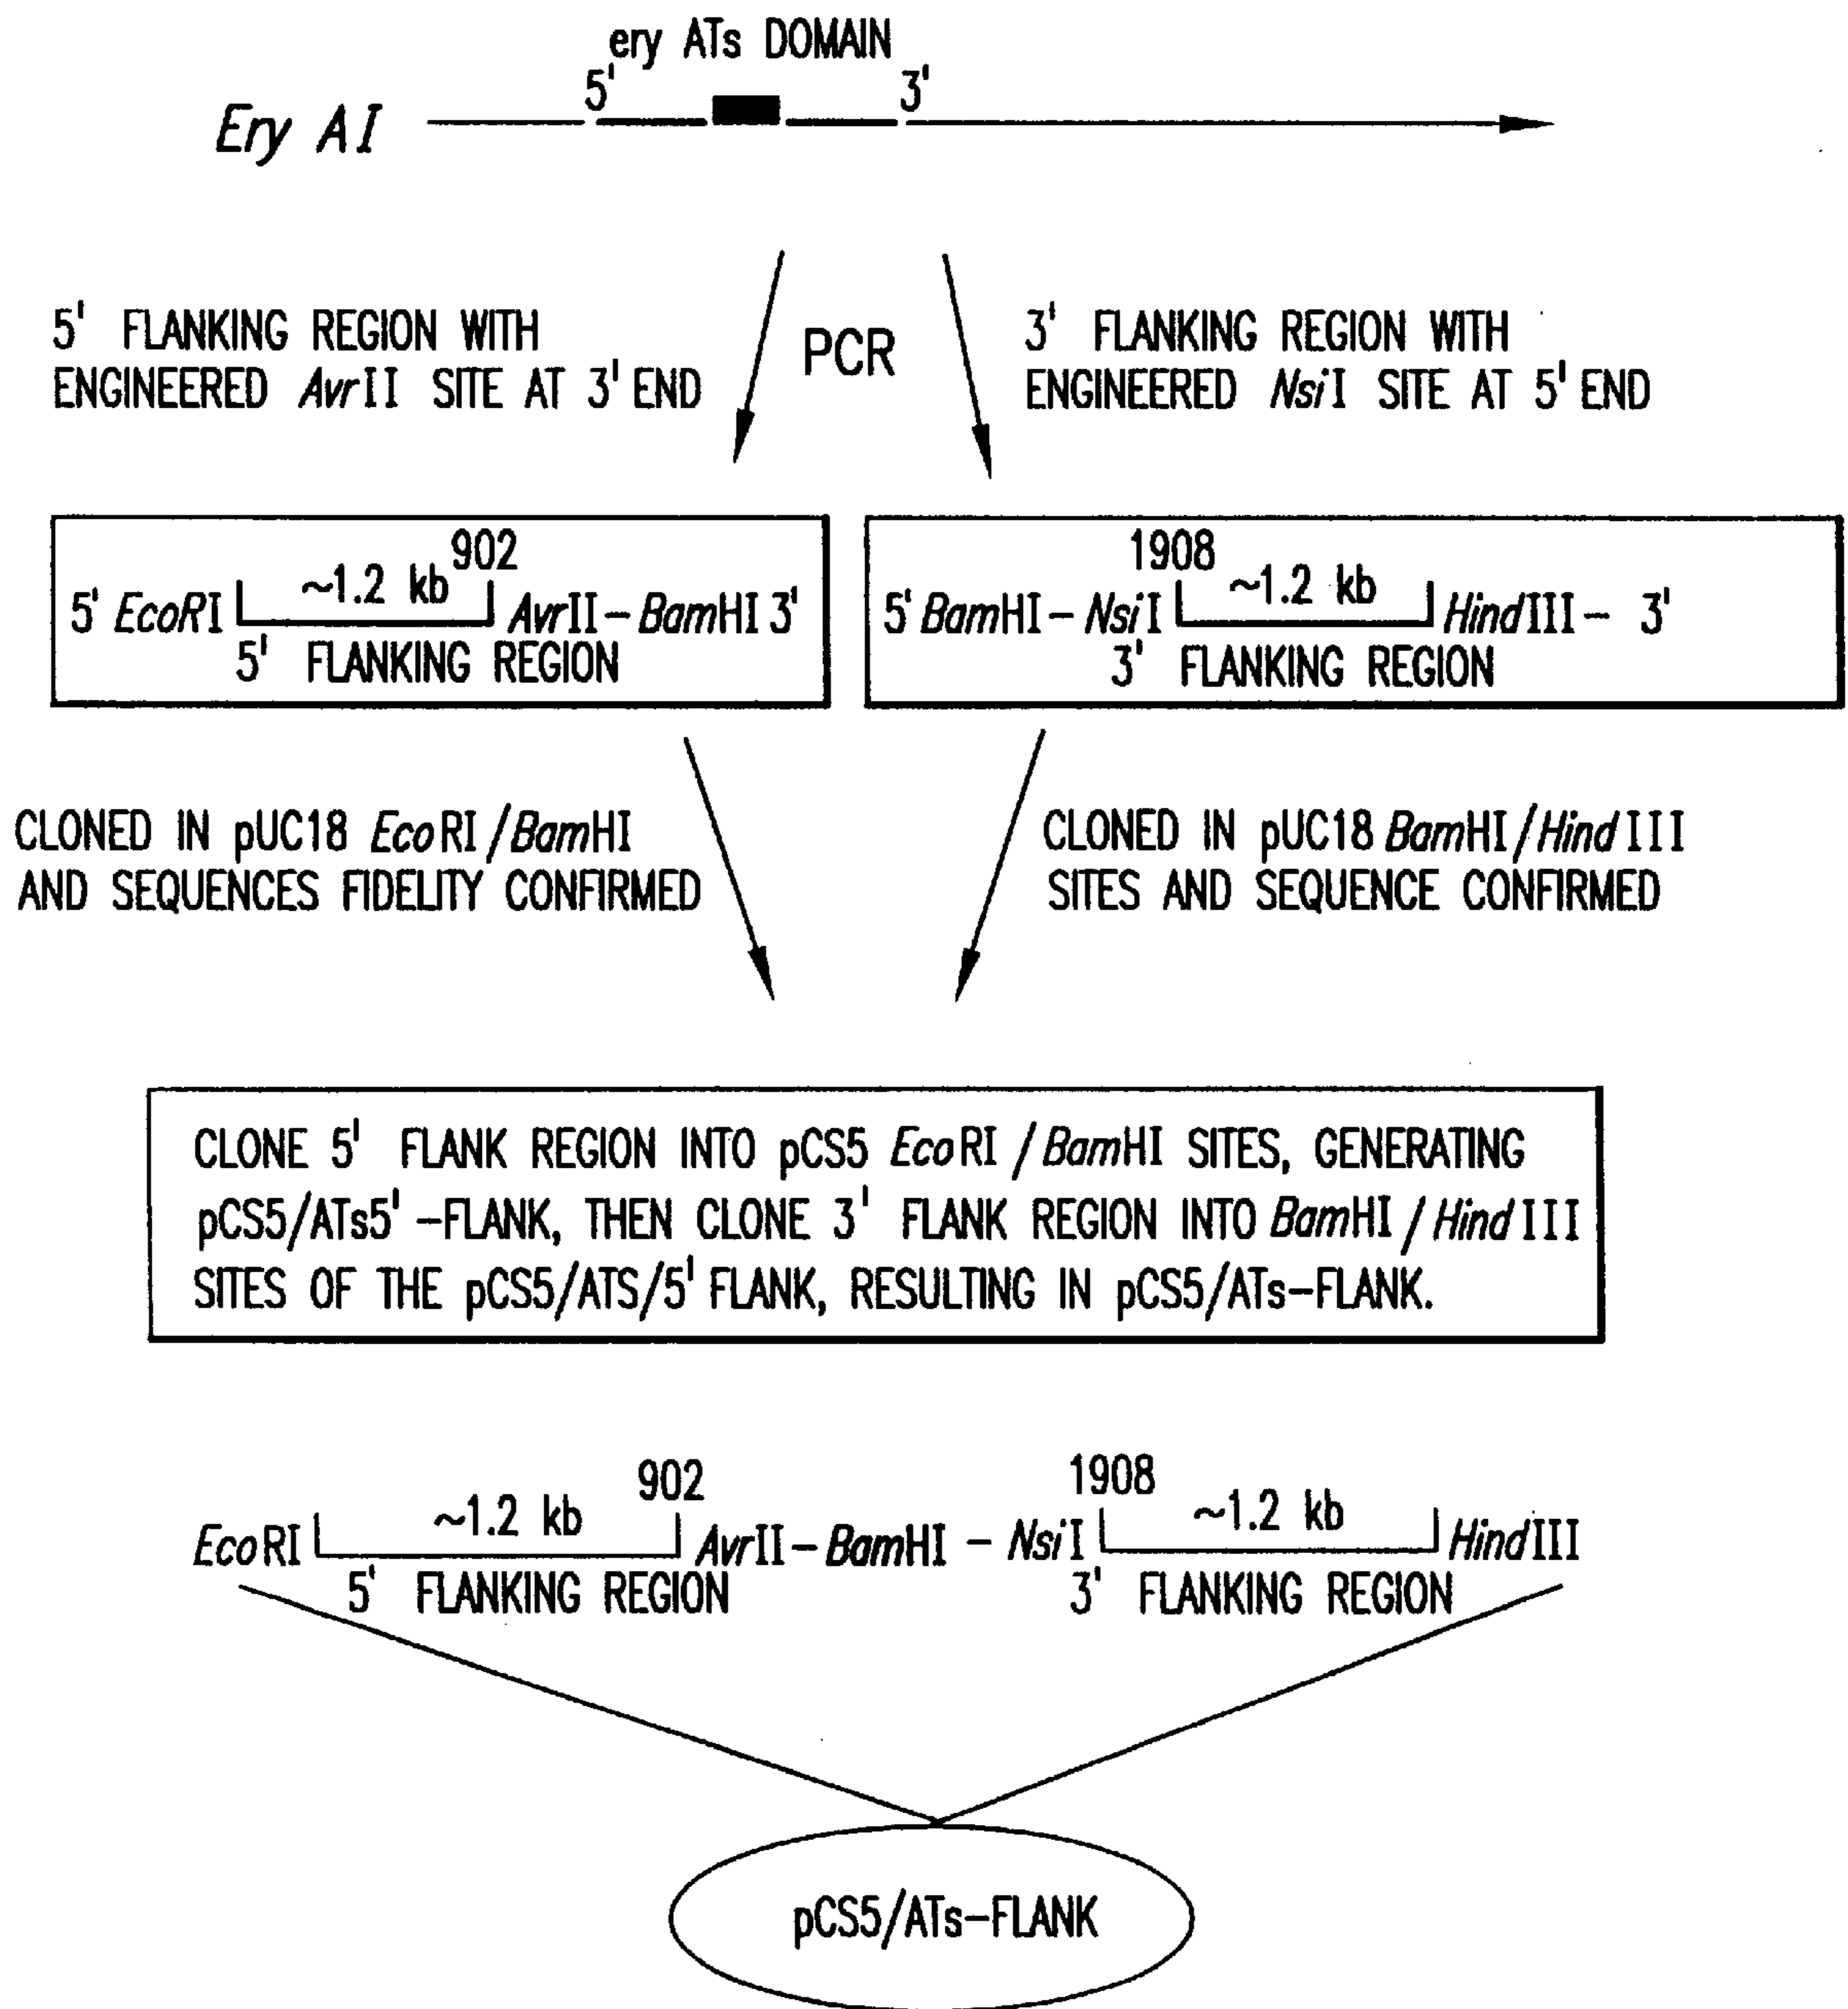 ery ATs DOMAIN
5' 3'
Ery AI
5' FLANKING REGION WITH
ENGINEERED AvrII SITE AT 3' END
PCR
3' FLANKING REGION WITH
ENGINEERED NsiI SITE AT 5' END
902
5' EcoRI ~1.2 kb AvrII-BamHI 3'
5' FLANKING REGION
1908
5' BamHI-NsiI ~1.2 kb HindIII- 3'
3' FLANKING REGION
CLONED IN pUC18 EcoRI/BamHI
AND SEQUENCES FIDELITY CONFIRMED
CLONED IN pUC18 BamHI/HindIII
SITES AND SEQUENCE CONFIRMED
CLONE 5' FLANK REGION INTO pCS5 EcoRI/BamHI SITES, GENERATING
pCS5/ATs5'-FLANK, THEN CLONE 3' FLANK REGION INTO BamHI/HindIII
SITES OF THE pCS5/ATS/5' FLANK, RESULTING IN pCS5/ATs-FLANK.
902 1908
EcoRI ~1.2 kb AvrII-BamHI - NsiI ~1.2 kb HindIII
5' FLANKING REGION 3' FLANKING REGION
pCS5/ATs-FLANK